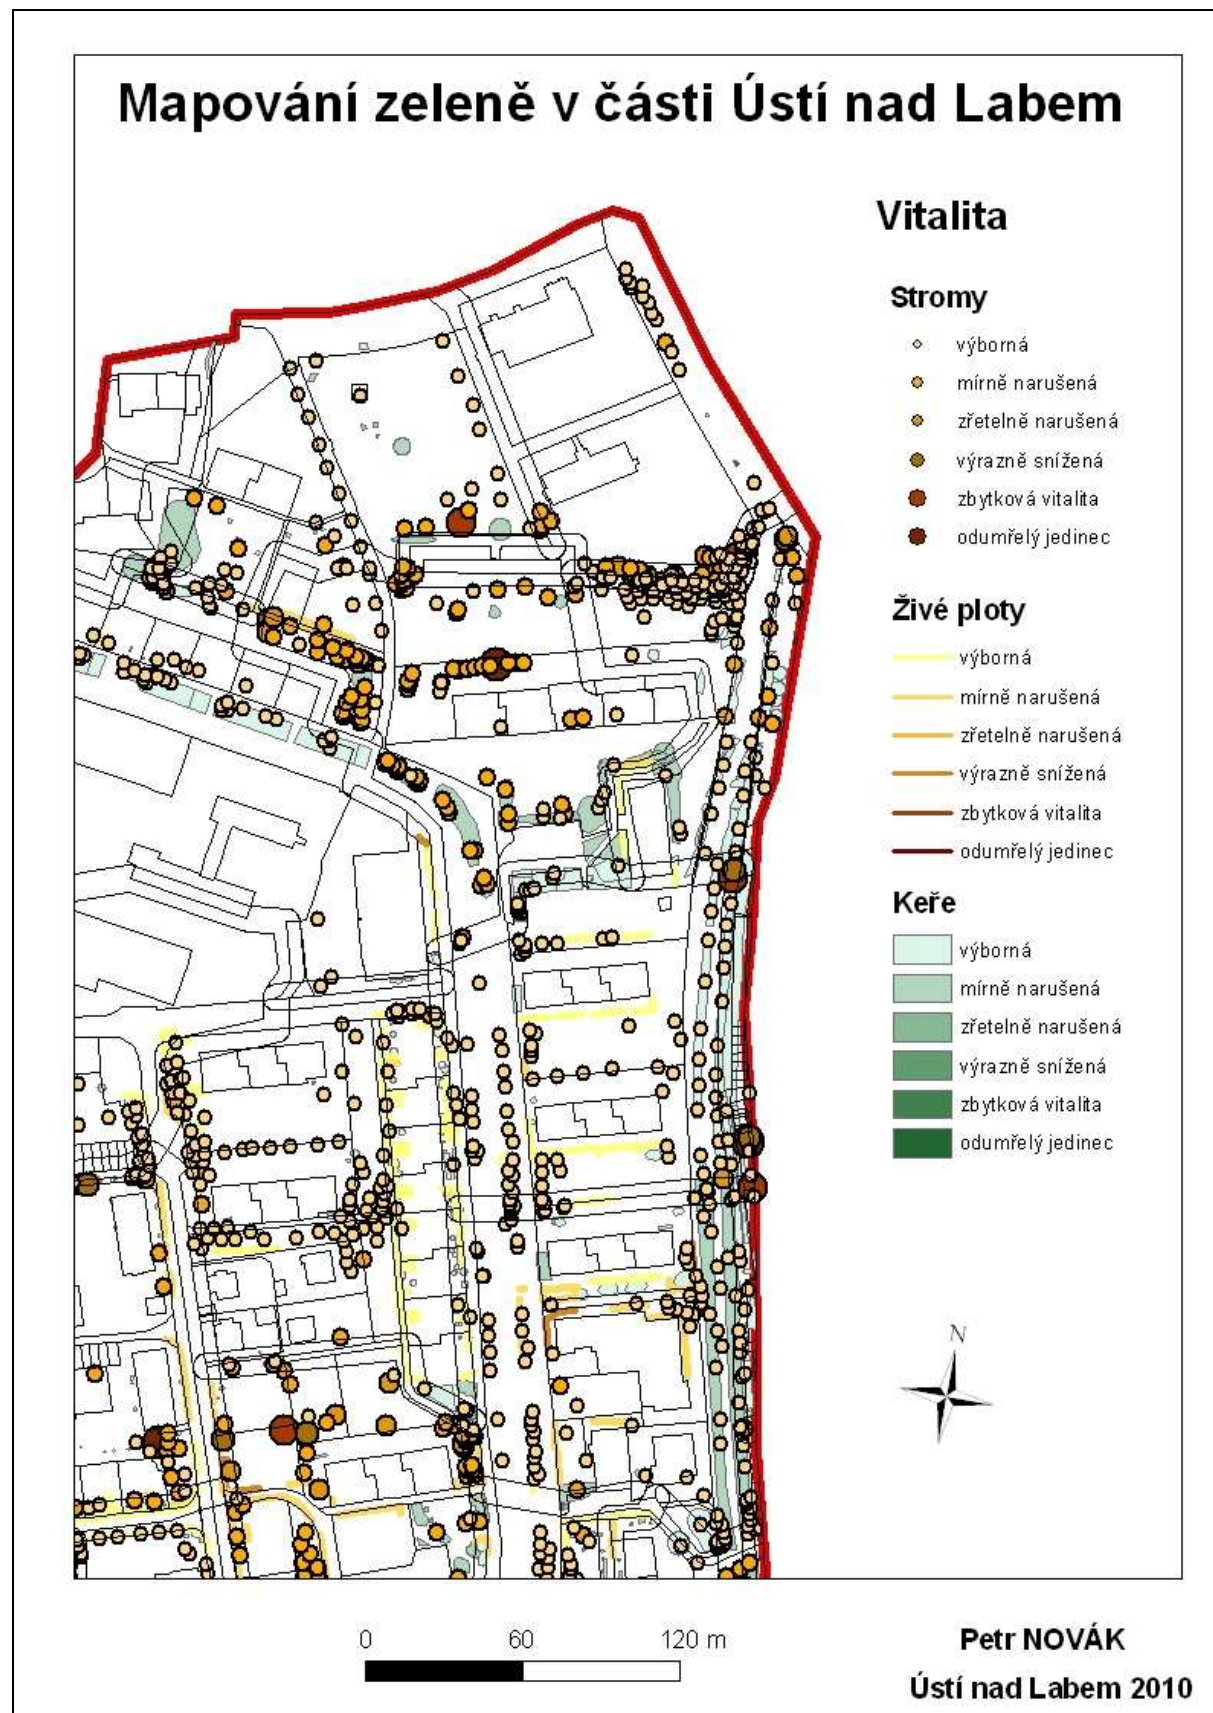 Mapování zeleně v části Ústí nad Labem
Vitalita
Stromy
výborná
mírně narušená
zřetelně narušená
výrazně snížená
zbytková vitalita
odumřelý jedinec
Živé ploty
výborná
mírně narušená
zřetelně narušená
výrazně snížená
zbytková vitalita
odumřelý jedinec
Keře
výborná
mírně narušená
zřetelně narušená
výrazně snížená
zbytková vitalita
odumřelý jedinec
N
0 60 120 m
Petr NOVÁK
Ústí nad Labem 2010